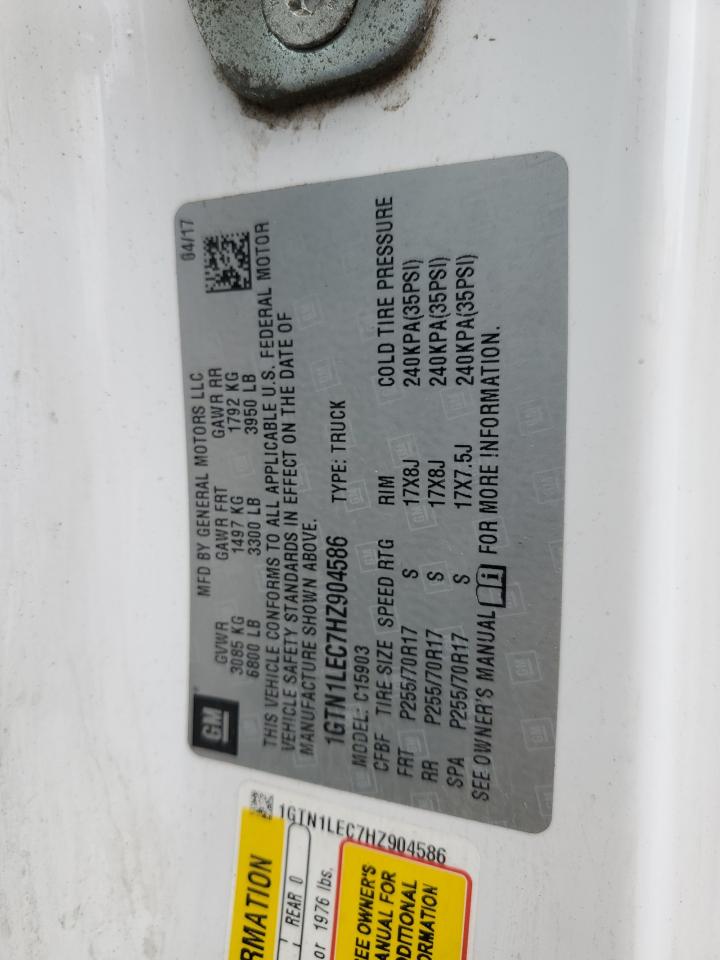 MFD BY GENERAL MOTORS LLC 04/17
GM
GVWR GAWR FRT GAWR RR
3085 KG 1497 KG 1792 KG
6800 LB 3300 LB 3950 LB
THIS VEHICLE CONFORMS TO ALL APPLICABLE U.S. FEDERAL MOTOR
VEHICLE SAFETY STANDARDS IN EFFECT ON THE DATE OF
MANUFACTURE SHOWN ABOVE.
1GTN1LEC7HZ904586 TYPE: TRUCK
MODEL: C15903
CFBF TIRE SIZE SPEED RTG RIM COLD TIRE PRESSURE
FRT P255/70R17 S 17X8J 240KPA(35PSI)
RR P255/70R17 S 17X8J 240KPA(35PSI)
SPA P255/70R17 S 17X7.5J 240KPA(35PSI)
SEE OWNER'S MANUAL FOR MORE INFORMATION.
1GTN1LEC7HZ904586
RMATION
REAR 0
or 1976 lbs.
SEE OWNER'S
MANUAL FOR
ADDITIONAL
ORMATION